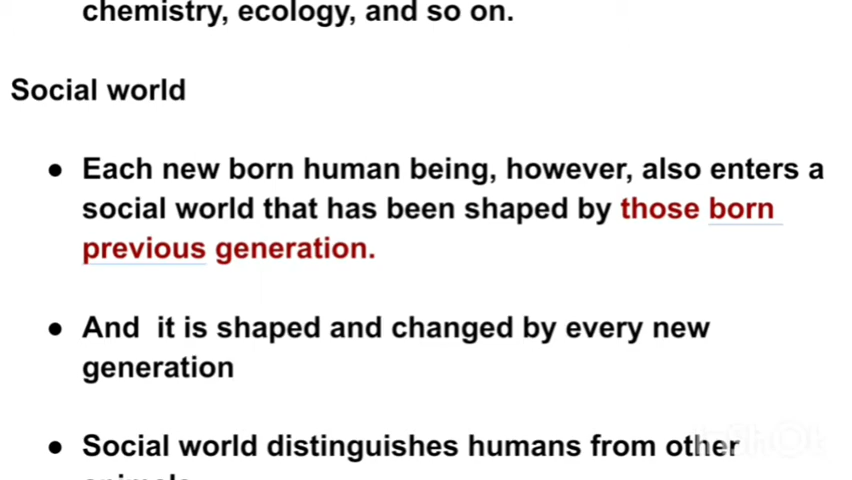 chemistry, ecology, and so on.
Social world
● Each new born human being, however, also enters a
social world that has been shaped by those born
previous generation.
● And it is shaped and changed by every new
generation
● Social world distinguishes humans from other